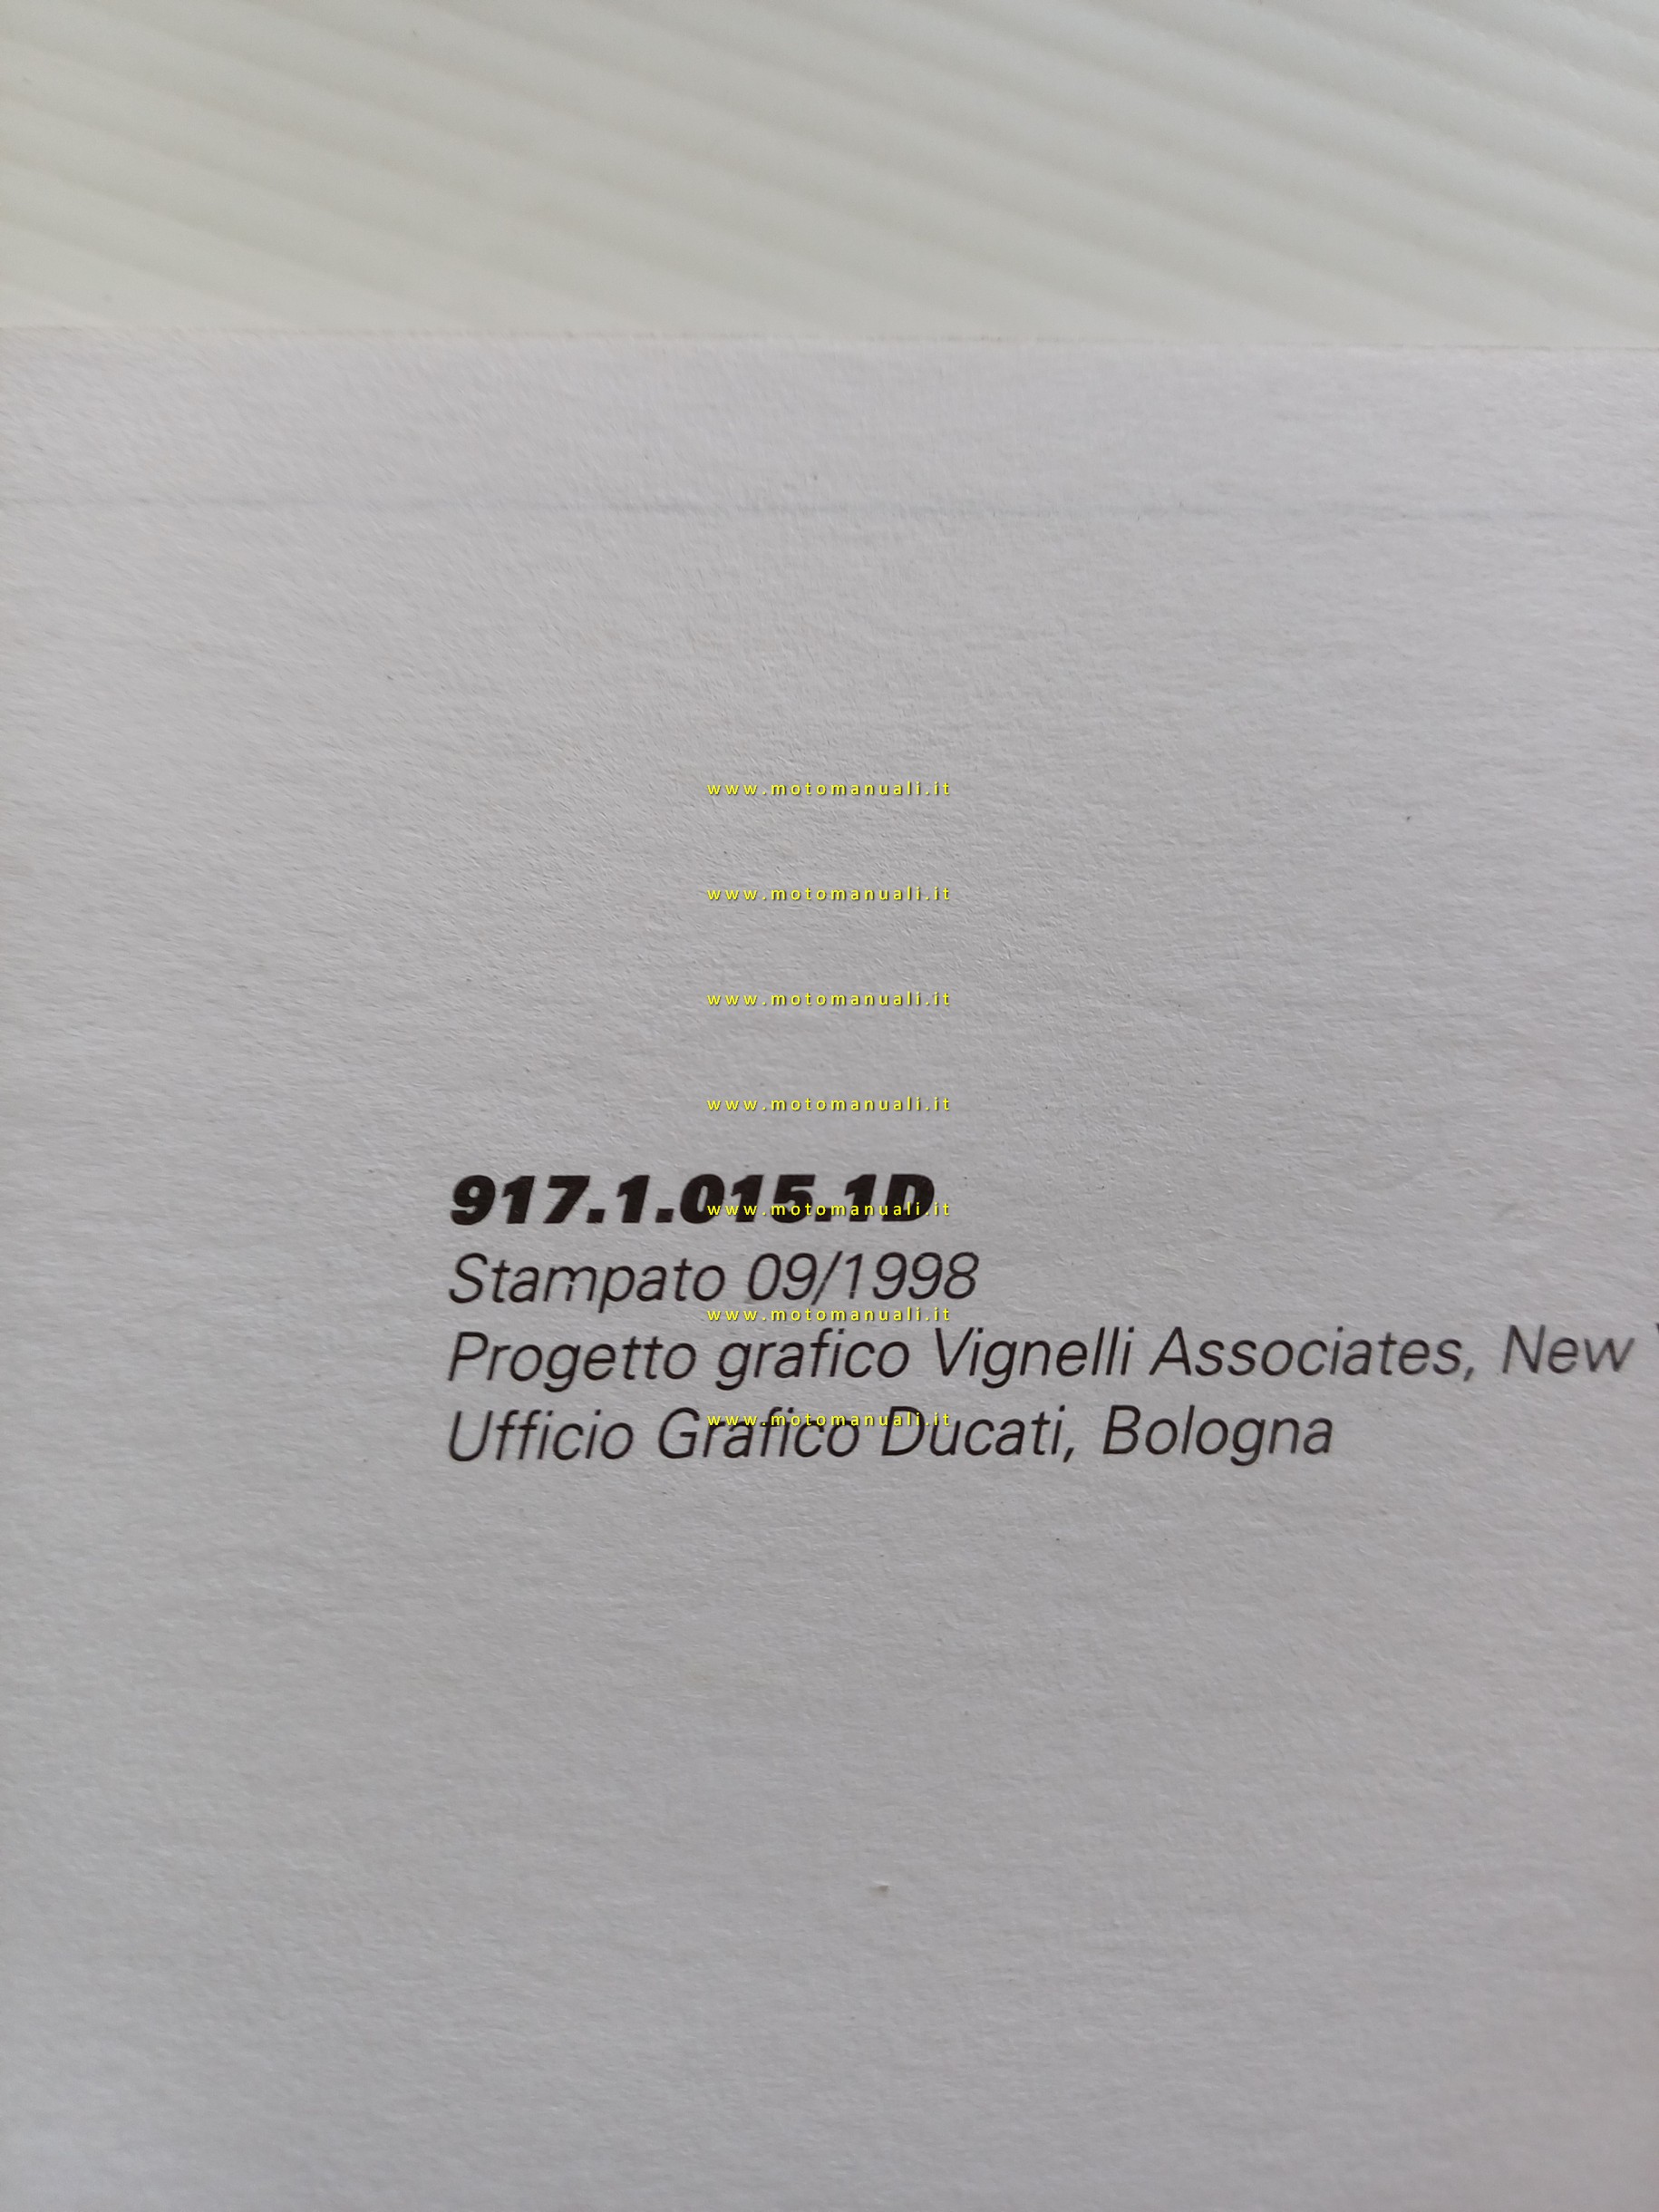 www.motomanuali.it
www.motomanuali.it
www.motomanuali.it
www.motomanuali.it
917.1.015.1D
www.motomanuali.it
Stampato 09/1998
www.motomanuali.it
Progetto grafico Vignelli Associates, New
www.motomanuali.it
Ufficio Grafico Ducati, Bologna